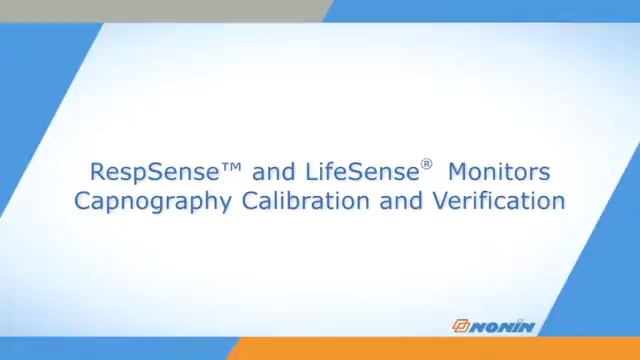 RespSense™ and LifeSense® Monitors
Capnography Calibration and Verification
NONIN